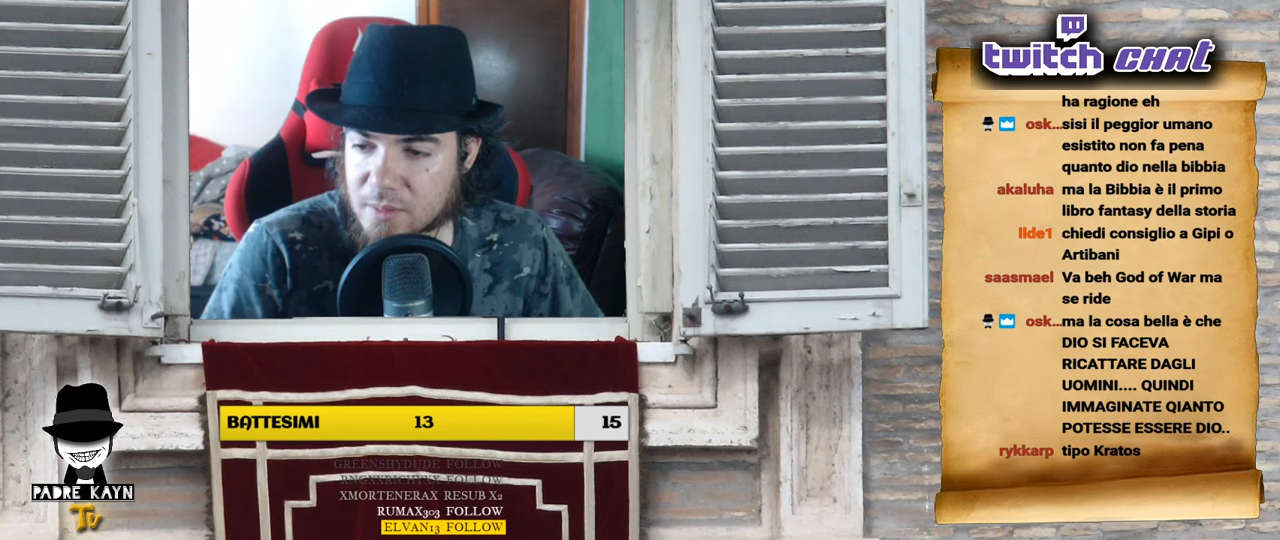 twitch CHAT
ha ragione eh
osk...sisi il peggior umano
esistito non fa pena
quanto dio nella bibbia
akaluha ma la Bibbia è il primo
libro fantasy della storia
llde1 chiedi consiglio a Gipi o
Artibani
saasmael Va beh God of War ma
se ride
osk...ma la cosa bella è che
DIO SI FACEVA
RICATTARE DAGLI
UOMINI.... QUINDI
IMMAGINATE QIANTO
POTESSE ESSERE DIO..
rykkarp tipo Kratos
BATTESIMI 13 15
GREENSHYDUDE FOLLOW
XMORTENERAX RESUB X2
RUMAX303 FOLLOW
ELVAN13 FOLLOW
PADRE KAYN
Tv